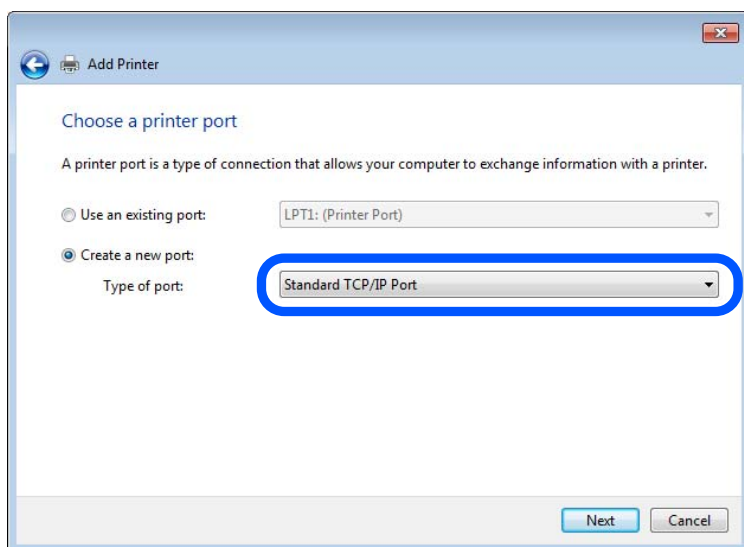 Add Printer
Choose a printer port
A printer port is a type of connection that allows your computer to exchange information with a printer.
Use an existing port: LPT1: (Printer Port)
Create a new port:
Type of port: Standard TCP/IP Port
Next Cancel